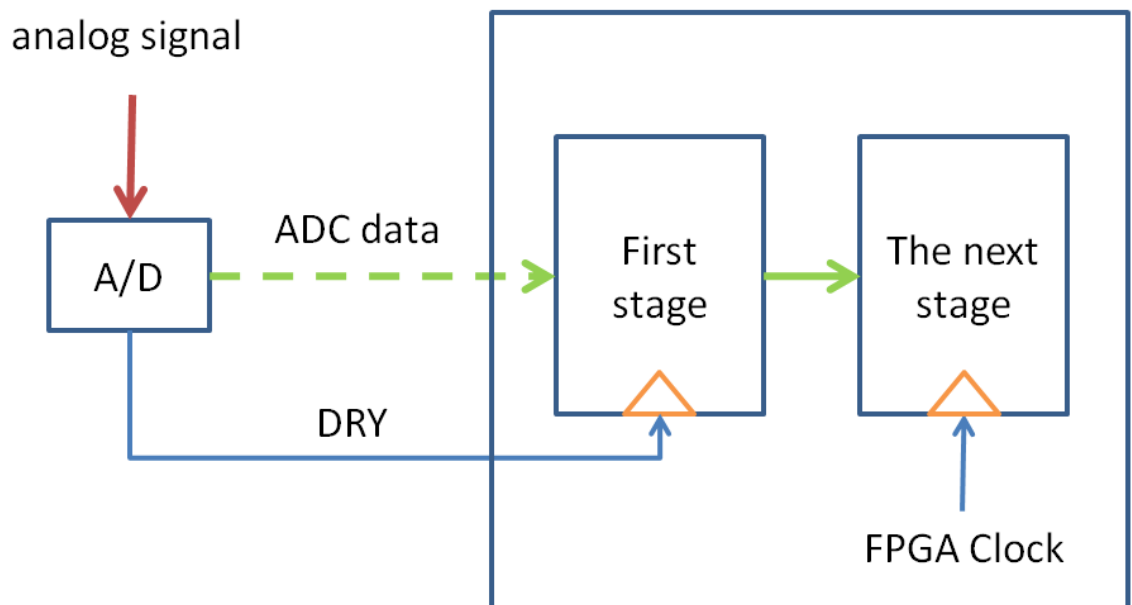 analog signal
A/D
ADC data
DRY
First
stage
The next
stage
FPGA Clock